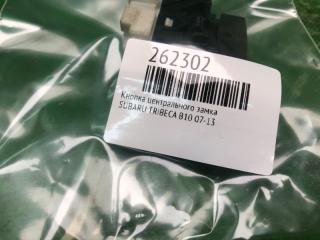 262302
Кнопка центрального замка
SUBARU TRIBECA B10 07-13